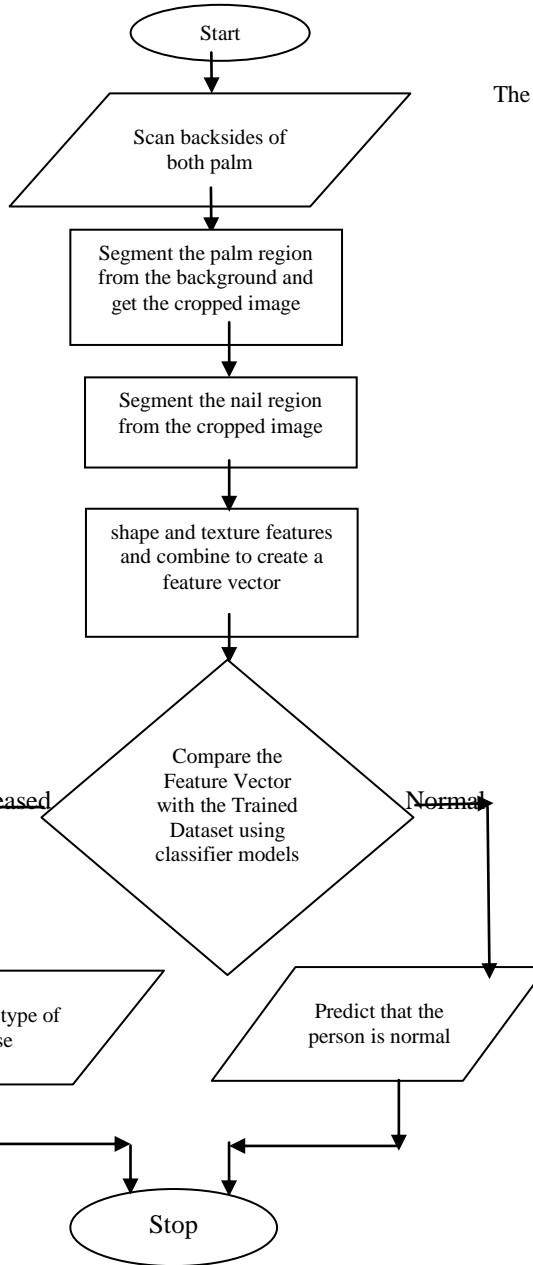 Start
The
Scan backsides of
both palm
Segment the palm region
from the background and
get the cropped image
Segment the nail region
from the cropped image
shape and texture features
and combine to create a
feature vector
Compare the
Feature Vector
with the Trained
Dataset using
classifier models
eased
Normal
type of
se
Predict that the
person is normal
Stop